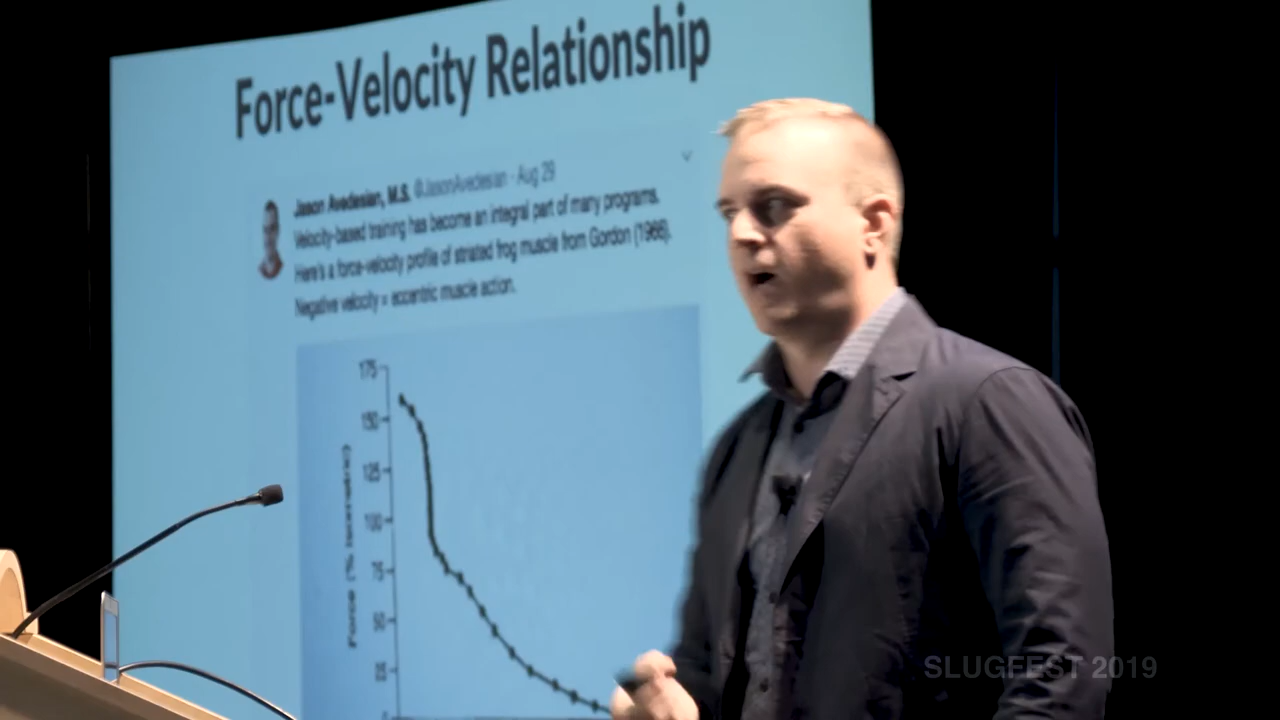 Force-Velocity Relationship
Jason Avedesian, M.S. @JasonAvedesian · Aug 29
Velocity-based training has become an integral part of many programs.
Here's a force-velocity profile of striated frog muscle from Gordon (1966).
Negative velocity = eccentric muscle action.
175
150
125
100
75
50
25
Force (% isometric)
SLUGFEST 2019